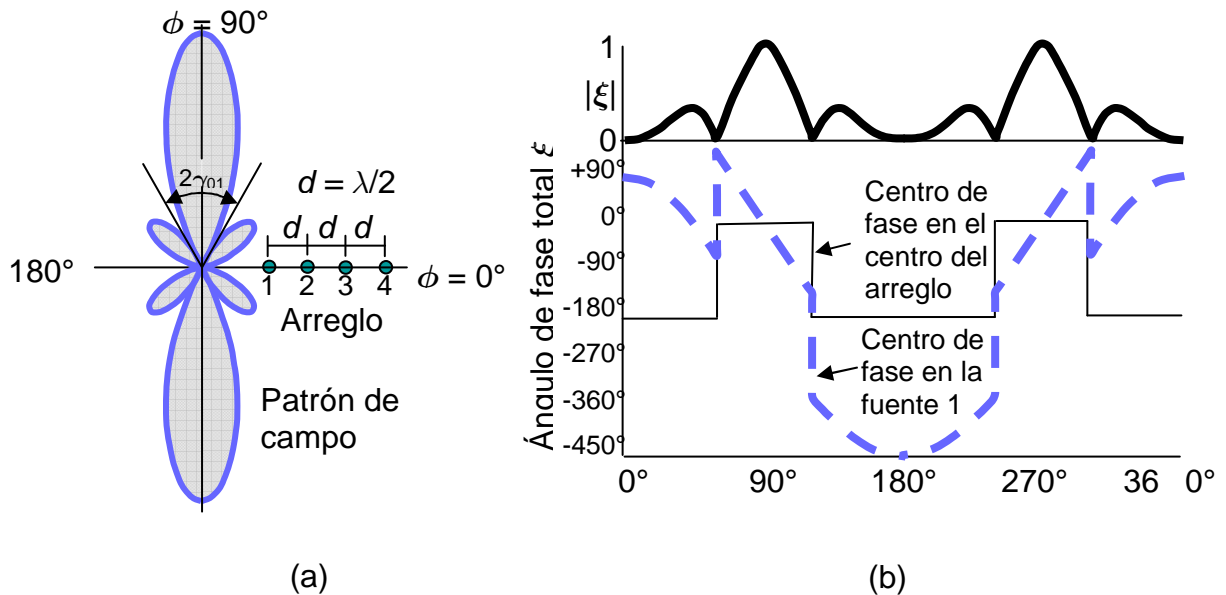 ϕ = 90°
2γ₀₁
d = λ/2
d d d
180°
1 2 3 4
ϕ = 0°
Arreglo
Patrón de
campo
(a)
1
|ξ|
0
Ángulo de fase total ξ
+90°
0°
-90°
-180°
-270°
-360°
-450°
Centro de
fase en el
centro del
arreglo
Centro de
fase en la
fuente 1
0° 90° 180° 270° 36 0°
(b)